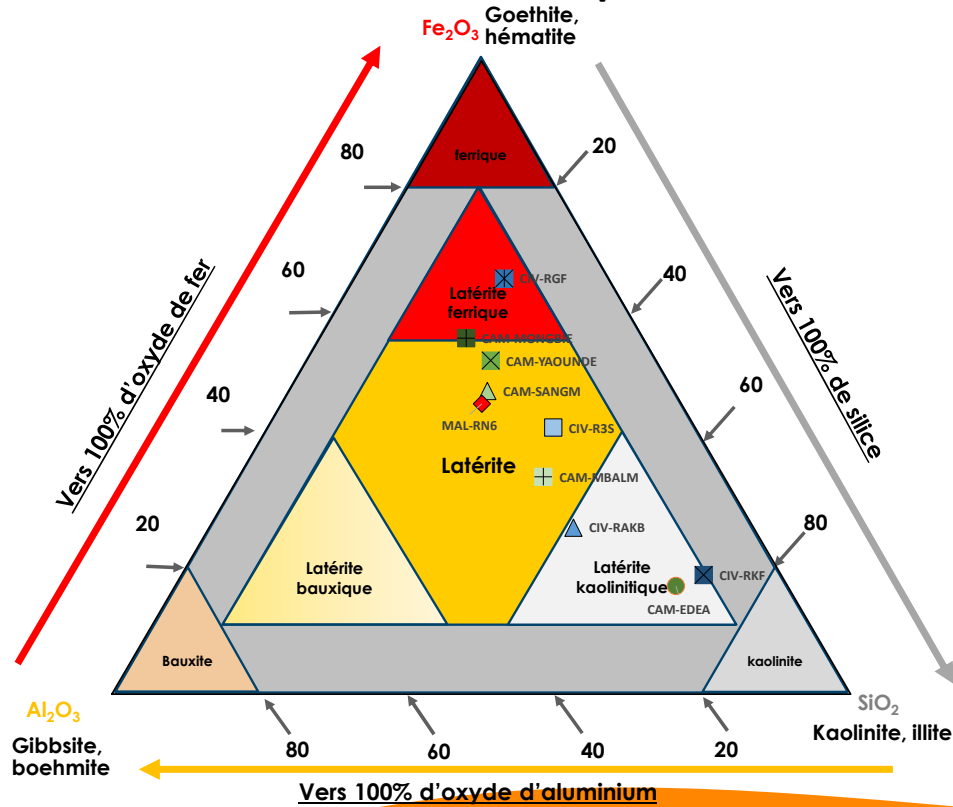 Goethite,
Fe₂O₃
hématite
ferrique
80
20
60
40
Latérite
ferrique
CIV-RGF
CAM-MONGBIF
CAM-YAOUNDE
CAM-SANGM
40
60
MAL-RN6
CIV-R3S
Latérite
CAM-MBALM
20
80
CIV-RAKB
Latérite
bauxique
Latérite
kaolinitique
CIV-RKF
CAM-EDEA
Bauxite
kaolinite
Al₂O₃
Gibbsite,
boehmite
SiO₂
Kaolinite, illite
80
60
40
20
Vers 100% d'oxyde de fer
Vers 100% de silice
Vers 100% d'oxyde d'aluminium